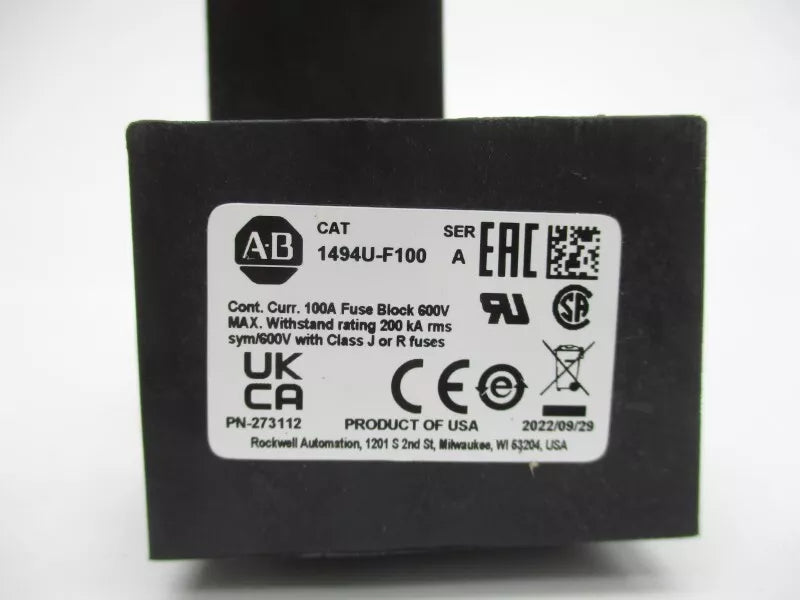 A-B
CAT
1494U-F100
SER
A
EAC
Cont. Curr. 100A Fuse Block 600V
MAX. Withstand rating 200 kA rms
sym/600V with Class J or R fuses
UK
CA
CE
PN-273112
PRODUCT OF USA
2022/09/29
Rockwell Automation, 1201 S 2nd St, Milwaukee, WI 53204, USA